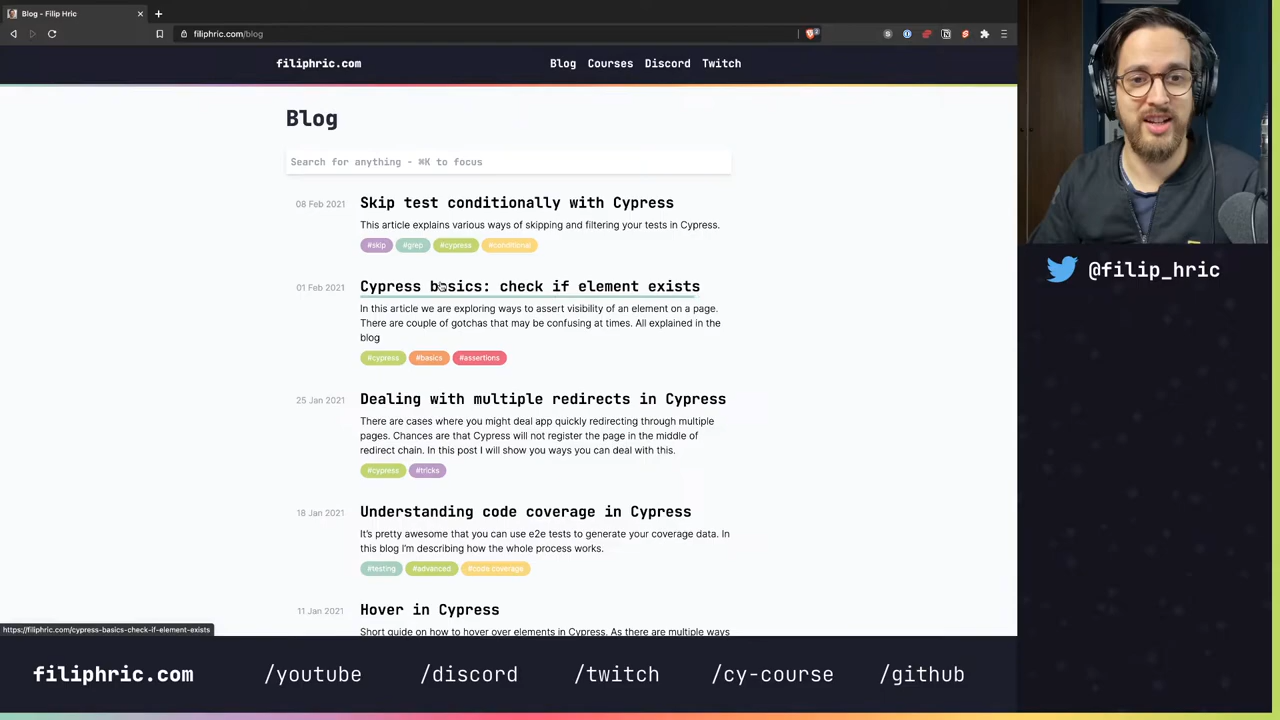 Blog - Filip Hric
filiphric.com/blog
filiphric.com
Blog
Courses
Discord
Twitch
Blog
Search for anything - ⌘K to focus
08 Feb 2021
Skip test conditionally with Cypress
This article explains various ways of skipping and filtering your tests in Cypress.
#skip #grep #cypress #conditional
01 Feb 2021
Cypress basics: check if element exists
In this article we are exploring ways to assert visibility of an element on a page.
There are couple of gotchas that may be confusing at times. All explained in the
blog
#cypress #basics #assertions
25 Jan 2021
Dealing with multiple redirects in Cypress
There are cases where you might deal app quickly redirecting through multiple
pages. Chances are that Cypress will not register the page in the middle of
redirect chain. In this post I will show you ways you can deal with this.
#cypress #tricks
18 Jan 2021
Understanding code coverage in Cypress
It's pretty awesome that you can use e2e tests to generate your coverage data. In
this blog I'm describing how the whole process works.
#testing #advanced #code coverage
11 Jan 2021
Hover in Cypress
Short guide on how to hover over elements in Cypress. As there are multiple ways
https://filiphric.com/cypress-basics-check-if-element-exists
@filip_hric
filiphric.com
/youtube
/discord
/twitch
/cy-course
/github